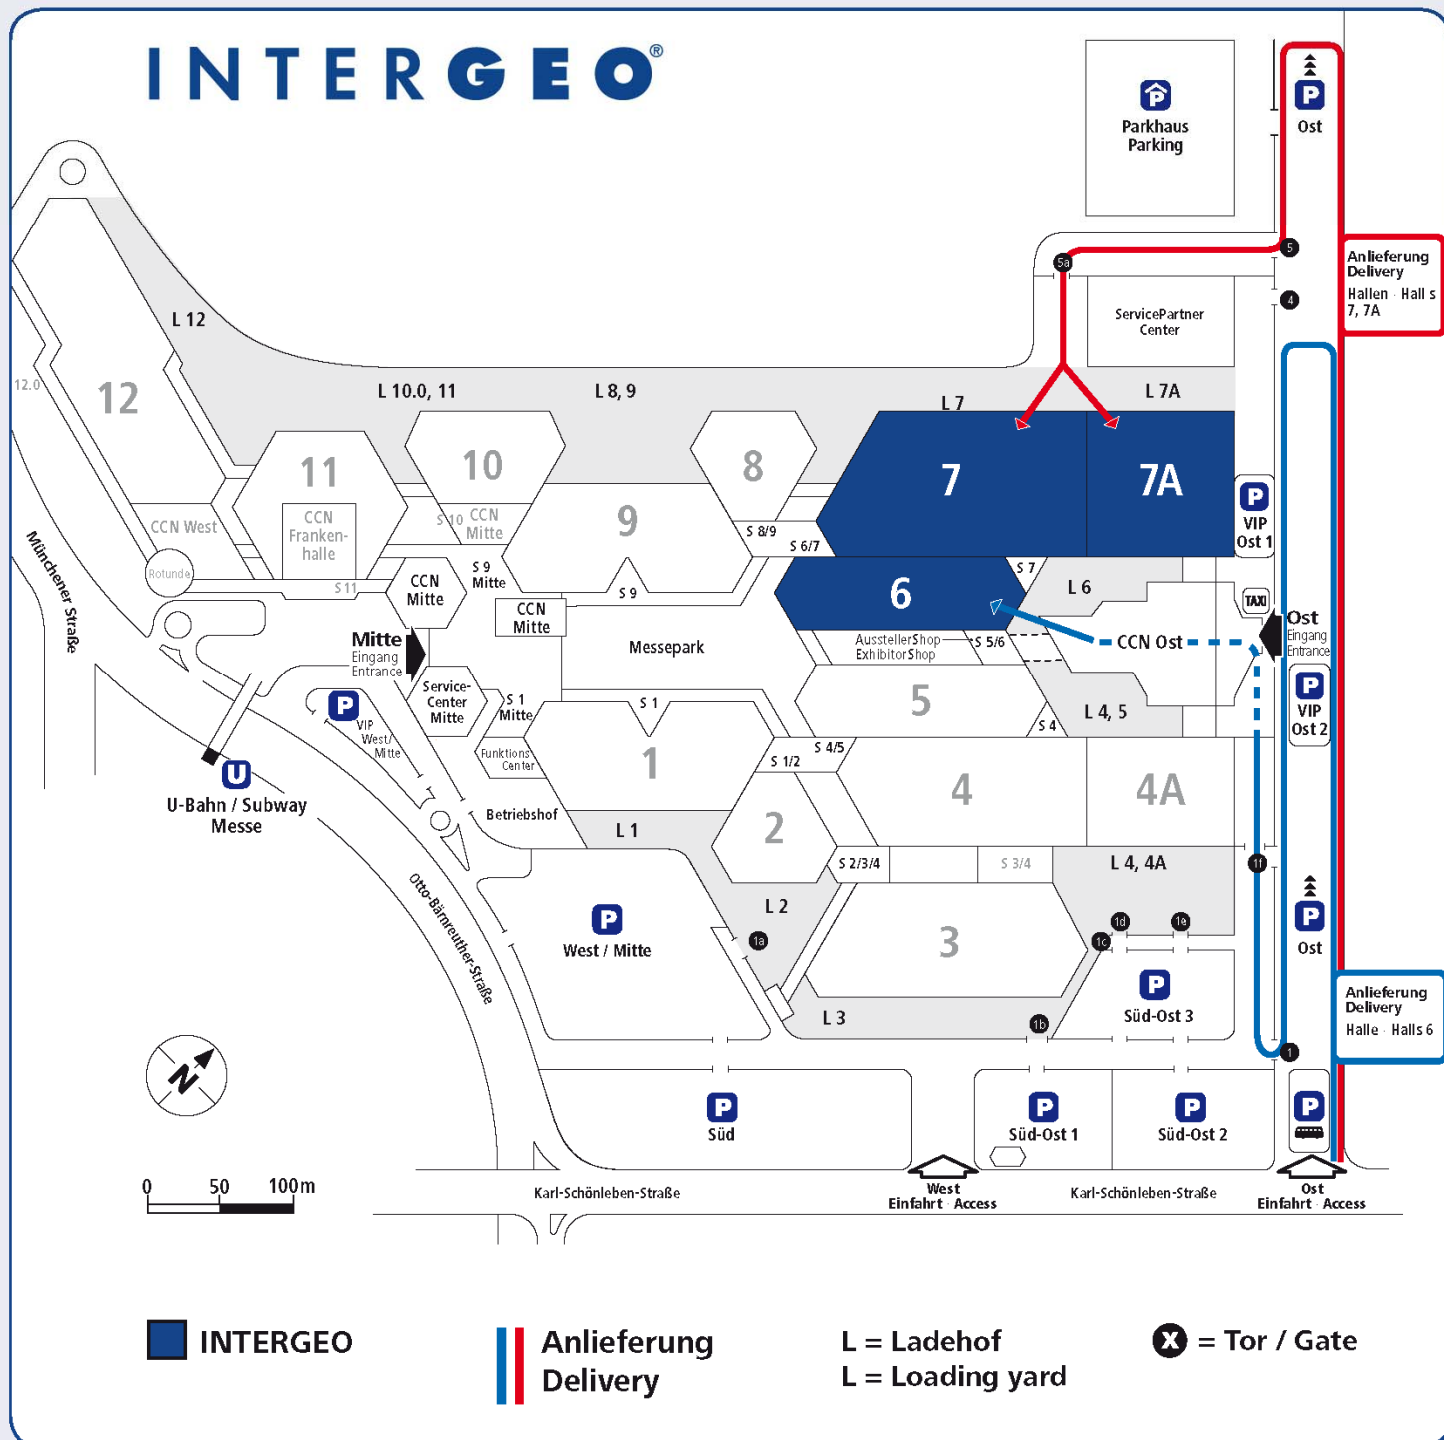 INTERGEO®
P
Parkhaus
Parking
P
Ost
5
5a
4
Anlieferung
Delivery
Hallen · Halls
7, 7A
ServicePartner
Center
L 12
12.0
12
L 10.0, 11
L 8, 9
L 7
L 7A
11
10
8
7
7A
CCN West
CCN
Franken-
halle
S 10
CCN
Mitte
9
S 8/9
S 6/7
P
VIP
Ost 1
Rotunde
S 11
CCN
Mitte
S 9
Mitte
S 9
6
S 7
L 6
TAXI
Münchener Straße
CCN
Mitte
Mitte
Eingang
Entrance
Messepark
AusstellerShop
ExhibitorShop
S 5/6
CCN Ost
Ost
Eingang
Entrance
Service-
Center
Mitte
S 1
Mitte
S 1
5
S 4
L 4, 5
P
VIP
Ost 2
P
VIP
West/
Mitte
Funktions
Center
1
S 4/5
S 1/2
4
4A
U
U-Bahn / Subway
Messe
Betriebshof
L 1
2
S 2/3/4
S 3/4
L 4, 4A
1f
Otto-Bärnreuther-Straße
P
West / Mitte
L 2
1a
3
1c
1d
1e
P
Ost
P
Süd-Ost 3
L 3
1b
1
Anlieferung
Delivery
Halle · Halls 6
N
P
Süd
P
Süd-Ost 1
P
Süd-Ost 2
P
0 50 100m
Karl-Schönleben-Straße
West
Einfahrt · Access
Karl-Schönleben-Straße
Ost
Einfahrt · Access
INTERGEO
Anlieferung
Delivery
L = Ladehof
L = Loading yard
X = Tor / Gate